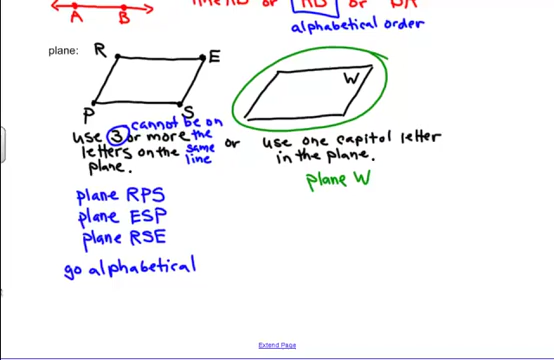 line AB or AB or BA
A B
alphabetical order
plane:
R E W
P S
cannot be on
use 3 or more the or use one capitol letter
letters on the same in the plane.
plane. line
plane W
plane RPS
plane ESP
plane RSE
go alphabetical
Extend Page